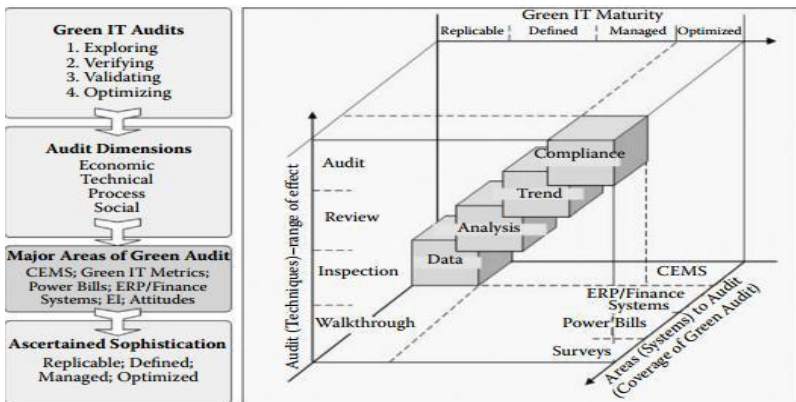 Green IT Audits
1. Exploring
2. Verifying
3. Validating
4. Optimizing
Audit Dimensions
Economic
Technical
Process
Social
Major Areas of Green Audit
CEMS; Green IT Metrics;
Power Bills; ERP/Finance
Systems; EI; Attitudes
Ascertained Sophistication
Replicable; Defined;
Managed; Optimized
Green IT Maturity
Replicable Defined Managed Optimized
Audit (Techniques)–range of effect
Audit
Review
Inspection
Walkthrough
Compliance
Trend
Analysis
Data
CEMS
ERP/Finance
Systems
Power Bills
Surveys
Areas (Systems) to Audit
(Coverage of Green Audit)